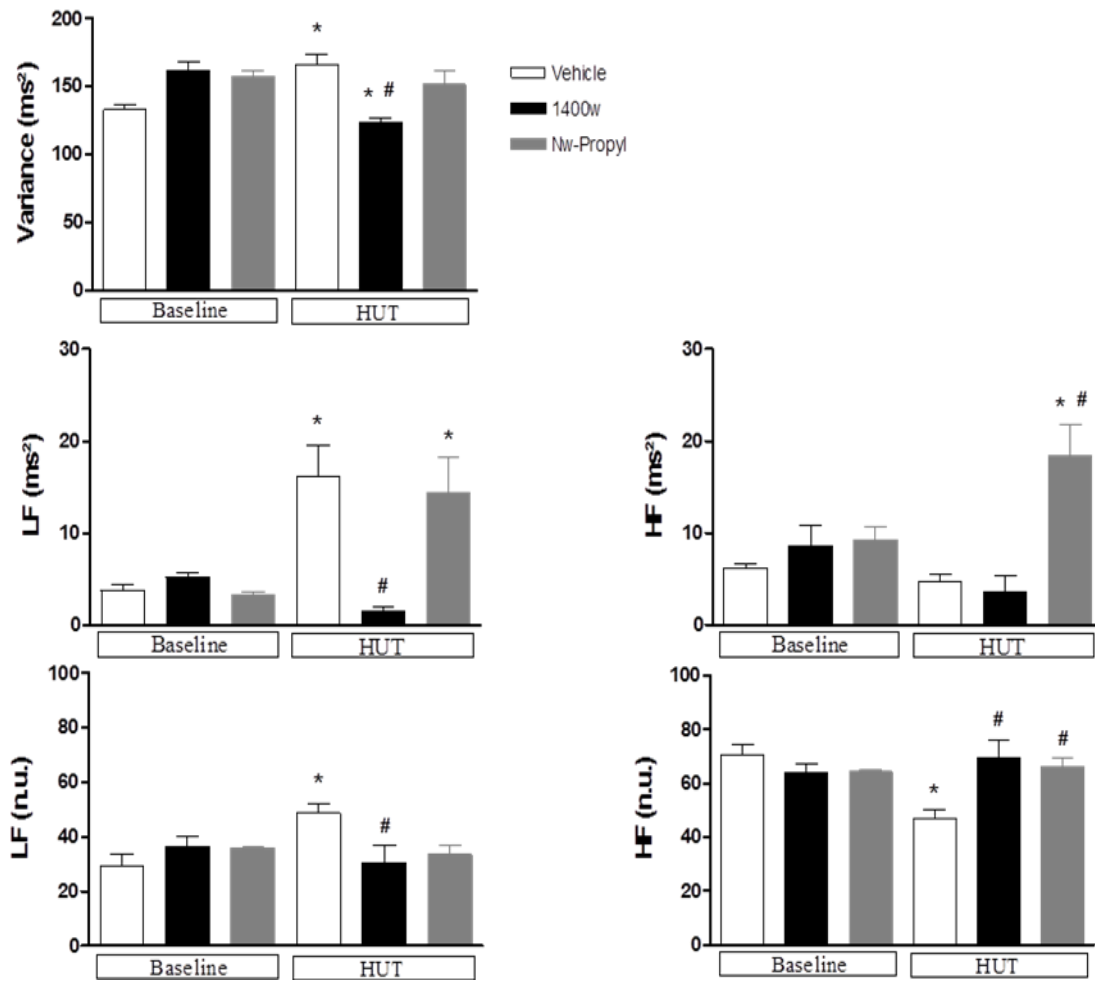 200
150
100
50
0
Variance (ms²)
*
* #
Baseline
HUT
Vehicle
1400w
Nw-Propyl
30
20
10
0
LF (ms²)
*
#
*
Baseline
HUT
30
20
10
0
HF (ms²)
* #
Baseline
HUT
100
80
60
40
20
0
LF (n.u.)
*
#
Baseline
HUT
100
80
60
40
20
0
HF (n.u.)
*
#
#
Baseline
HUT